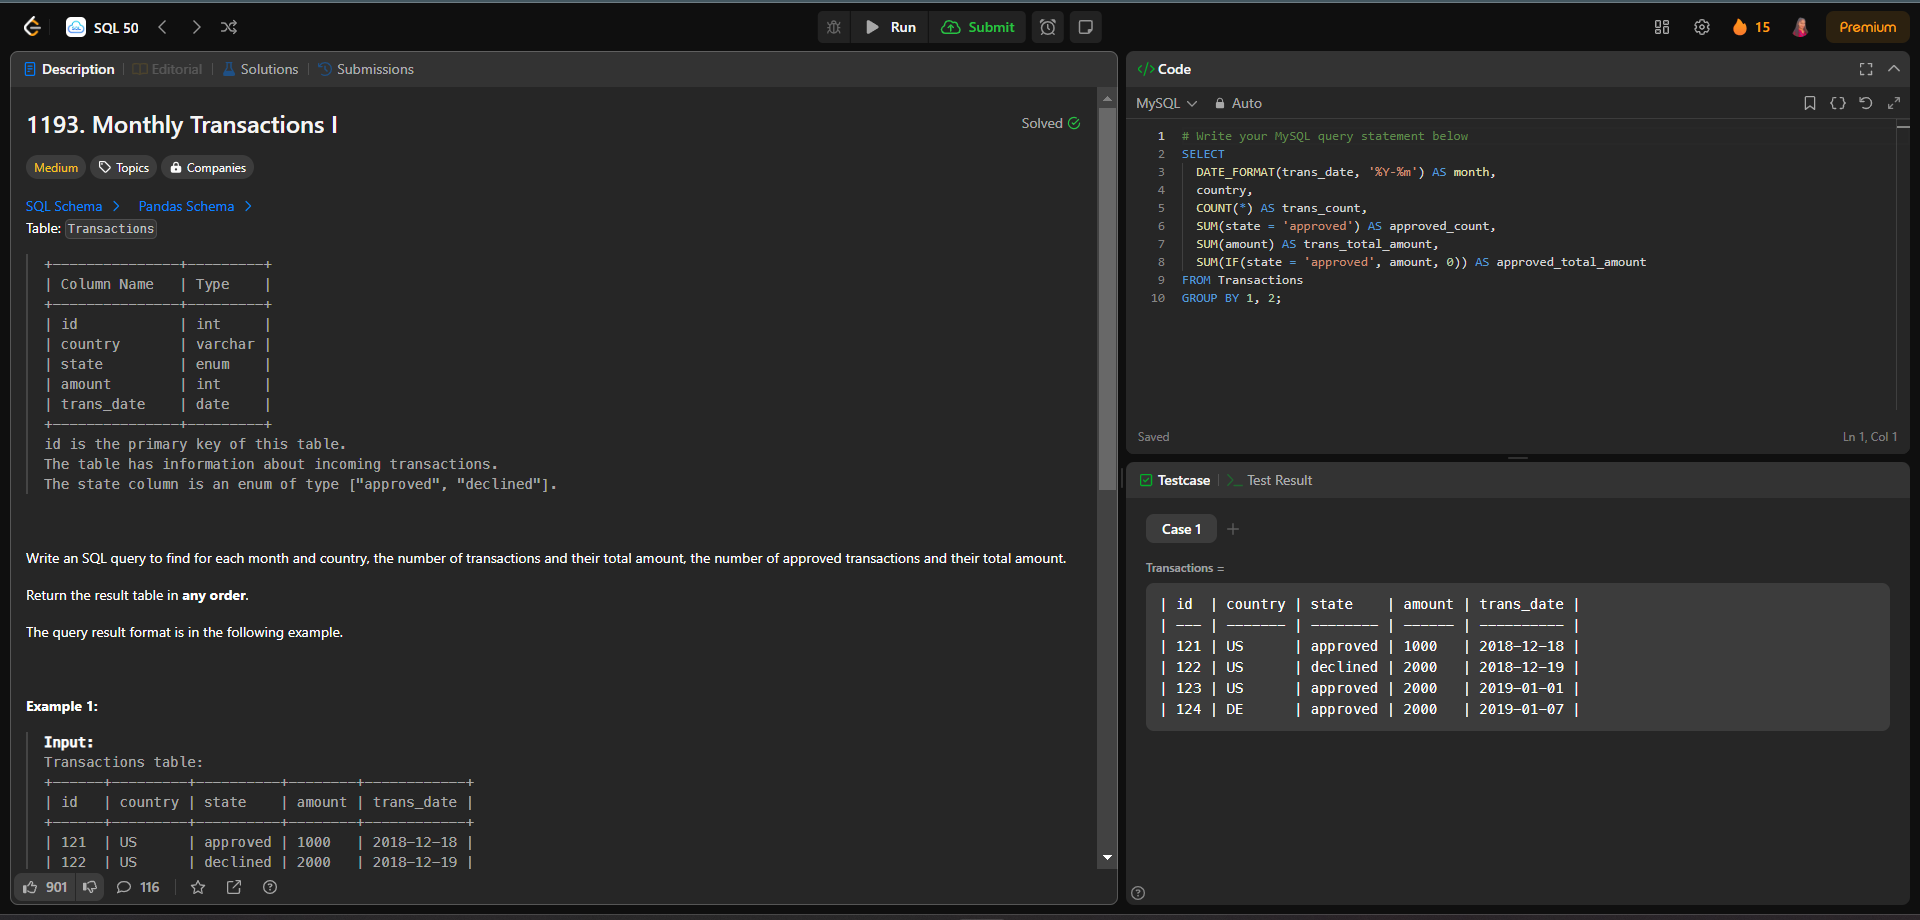 SQL 50
Run
Submit
15
Premium
Description
Editorial
Solutions
Submissions
1193. Monthly Transactions I
Solved
Medium
Topics
Companies
SQL Schema
Pandas Schema
Table: Transactions
+---------------+---------+
| Column Name   | Type    |
+---------------+---------+
| id            | int     |
| country       | varchar |
| state         | enum    |
| amount        | int     |
| trans_date    | date    |
+---------------+---------+
id is the primary key of this table.
The table has information about incoming transactions.
The state column is an enum of type ["approved", "declined"].
Write an SQL query to find for each month and country, the number of transactions and their total amount, the number of approved transactions and their total amount.
Return the result table in any order.
The query result format is in the following example.
Example 1:
Input:
Transactions table:
+------+---------+----------+--------+------------+
| id   | country | state    | amount | trans_date |
+------+---------+----------+--------+------------+
| 121  | US      | approved | 1000   | 2018-12-18 |
| 122  | US      | declined | 2000   | 2018-12-19 |
901
116
Code
MySQL
Auto
1 # Write your MySQL query statement below
2 SELECT
3 DATE_FORMAT(trans_date, '%Y-%m') AS month,
4 country,
5 COUNT(*) AS trans_count,
6 SUM(state = 'approved') AS approved_count,
7 SUM(amount) AS trans_total_amount,
8 SUM(IF(state = 'approved', amount, 0)) AS approved_total_amount
9 FROM Transactions
10 GROUP BY 1, 2;
Saved
Ln 1, Col 1
Testcase
Test Result
Case 1
Transactions =
| id  | country | state    | amount | trans_date |
| --- | ------- | -------- | ------ | ---------- |
| 121 | US      | approved | 1000   | 2018-12-18 |
| 122 | US      | declined | 2000   | 2018-12-19 |
| 123 | US      | approved | 2000   | 2019-01-01 |
| 124 | DE      | approved | 2000   | 2019-01-07 |